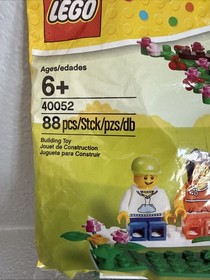 LEGO
Ages/edades
6+
40052
88 pcs/Stck/pzs/db
Building Toy
Jouet de Construction
Juguete para Construir